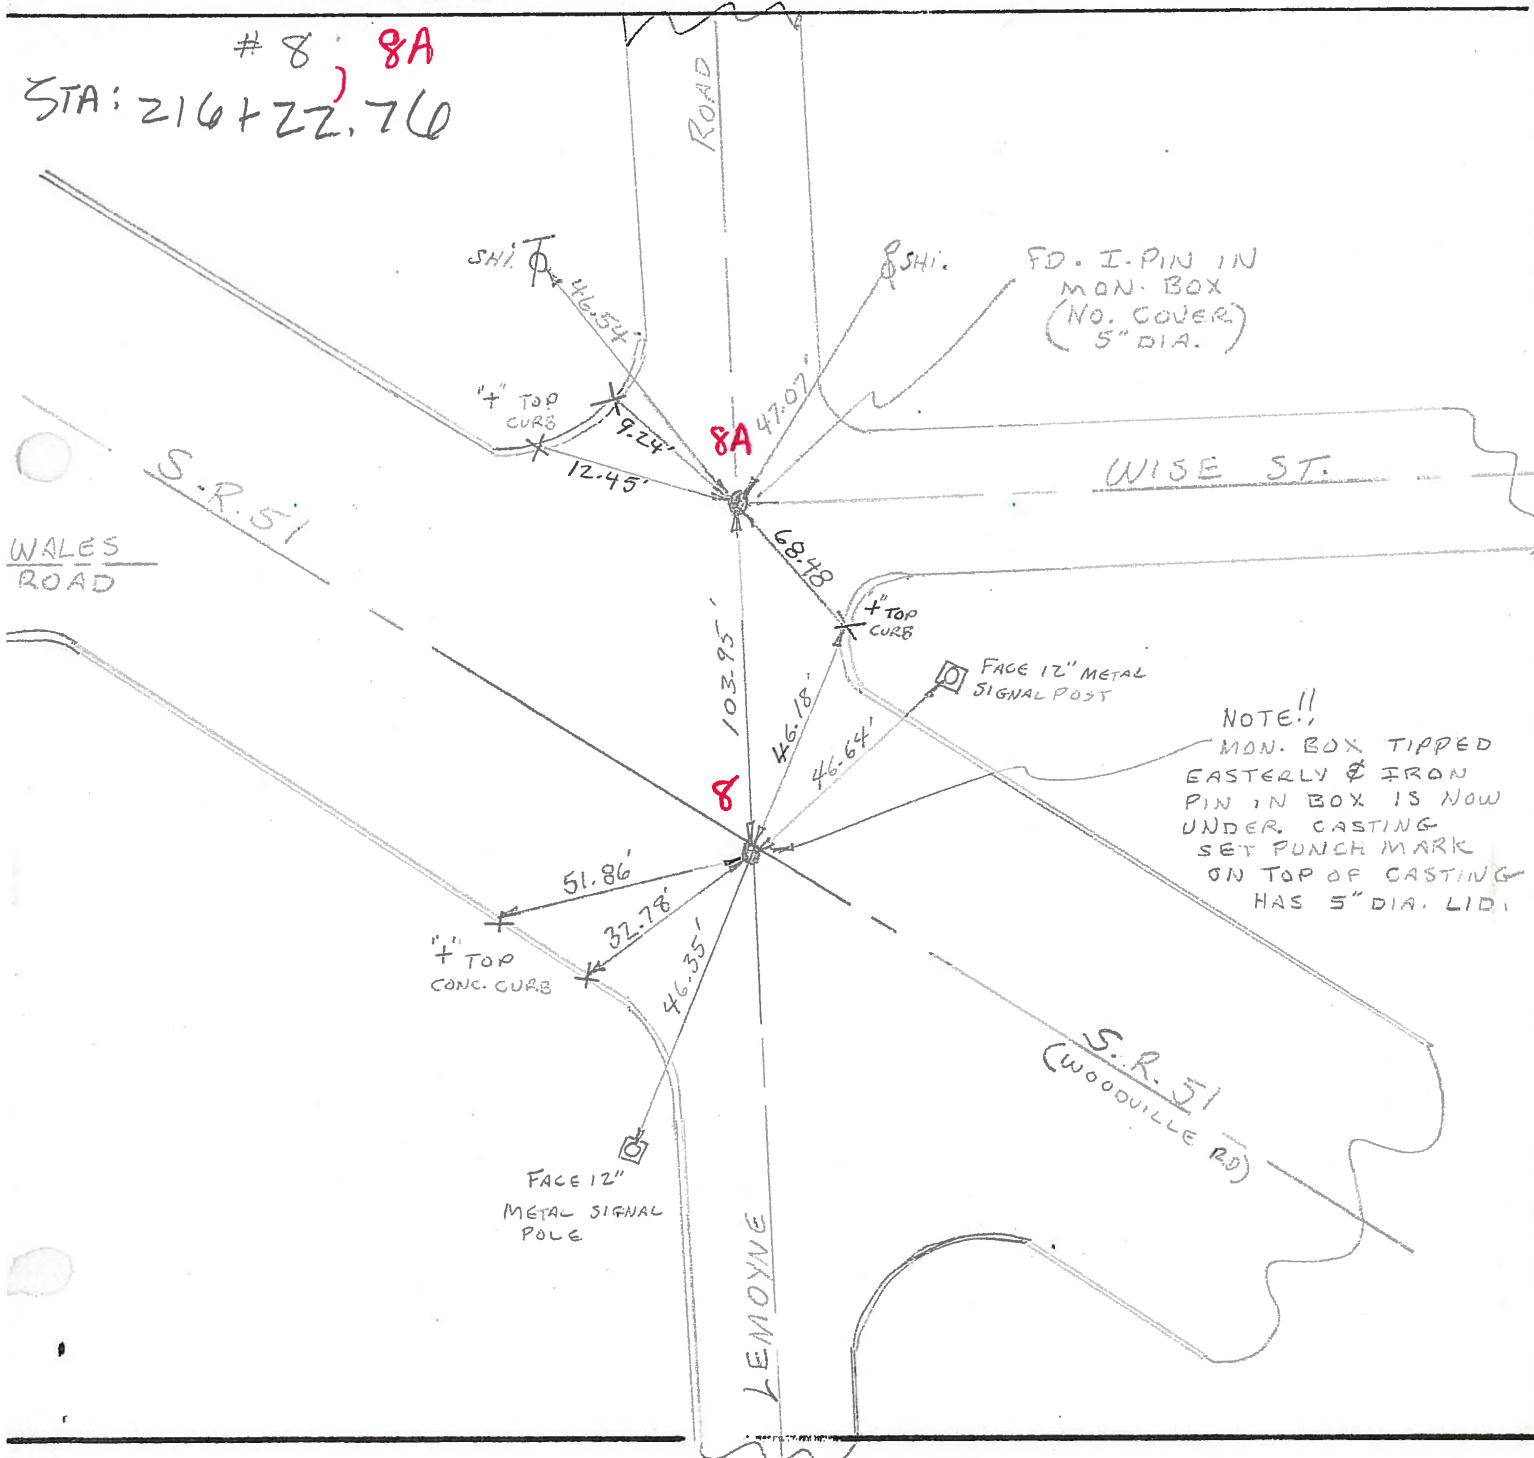 # 8, 8A
STA: 216+22.76
ROAD
SHI.
46.54'
SHI.
47.07'
FD. I. PIN IN
MON. BOX
(NO. COVER)
5" DIA.
"+" TOP
CURB
9.24'
12.45'
8A
WISE ST.
S.R. 51
WALES
ROAD
68.48
"+" TOP
CURB
103.95'
FACE 12" METAL
SIGNAL POST
46.18'
46.64'
8
NOTE!!
MON. BOX TIPPED
EASTERLY & IRON
PIN IN BOX IS NOW
UNDER CASTING
SET PUNCH MARK
ON TOP OF CASTING
HAS 5" DIA. LID.
51.86'
32.78'
46.35'
"+" TOP
CONC. CURB
S.R. 51
(WOODVILLE RD)
FACE 12"
METAL SIGNAL
POLE
LEMOYNE